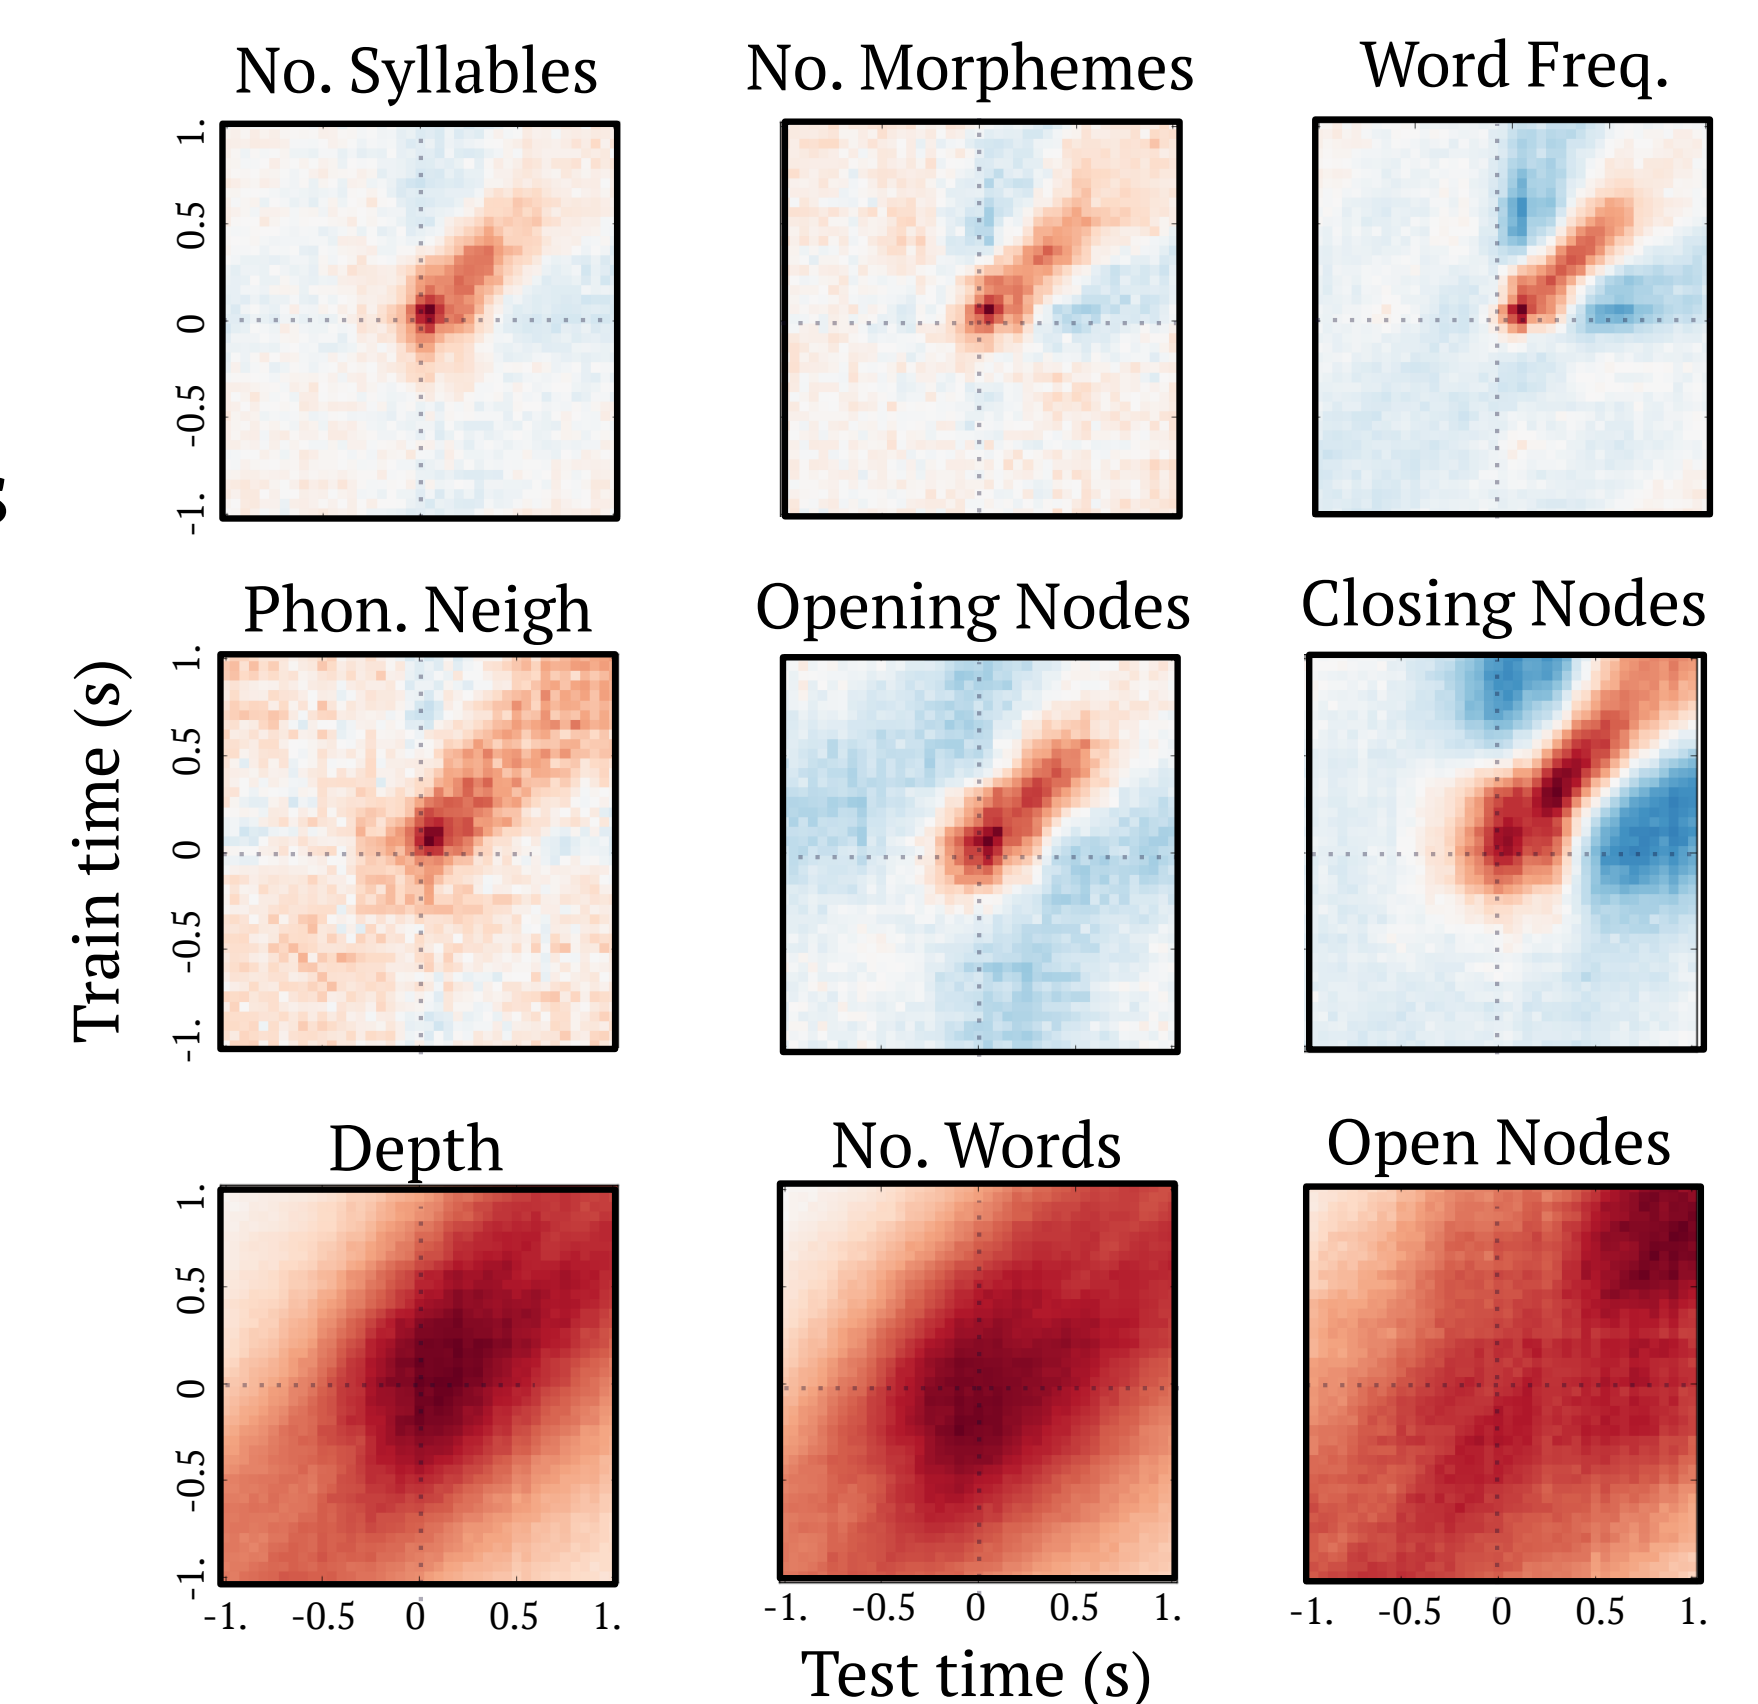 No. Syllables
No. Morphemes
Word Freq.
1.
0.5
0
-0.5
-1.
s
Phon. Neigh
Opening Nodes
Closing Nodes
Train time (s)
1.
0.5
0
-0.5
-1.
Depth
No. Words
Open Nodes
1.
0.5
0
-0.5
-1.
-1. -0.5 0 0.5 1.
-1. -0.5 0 0.5 1.
-1. -0.5 0 0.5 1.
Test time (s)